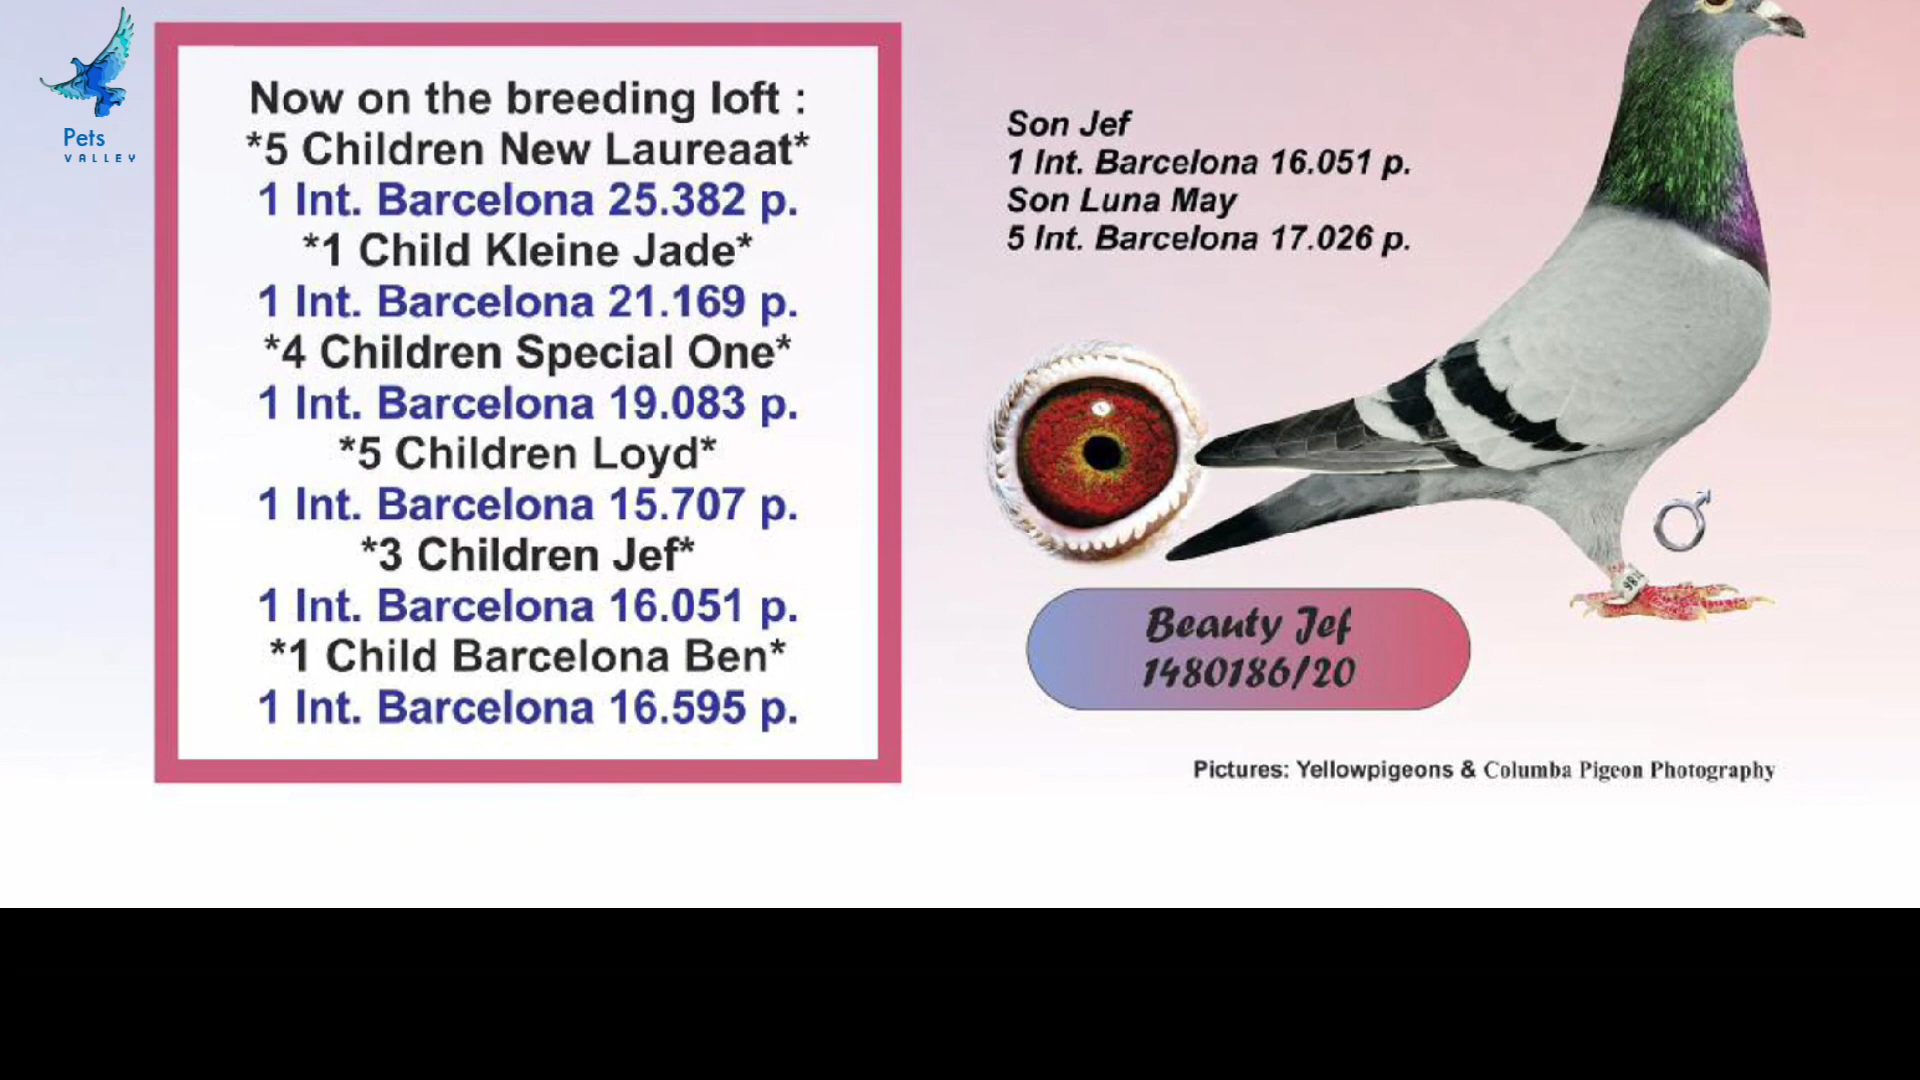 Pets
VALLEY
Now on the breeding loft :
*5 Children New Laureaat*
1 Int. Barcelona 25.382 p.
*1 Child Kleine Jade*
1 Int. Barcelona 21.169 p.
*4 Children Special One*
1 Int. Barcelona 19.083 p.
*5 Children Loyd*
1 Int. Barcelona 15.707 p.
*3 Children Jef*
1 Int. Barcelona 16.051 p.
*1 Child Barcelona Ben*
1 Int. Barcelona 16.595 p.
Son Jef
1 Int. Barcelona 16.051 p.
Son Luna May
5 Int. Barcelona 17.026 p.
Beauty Jef
1480186/20
Pictures: Yellowpigeons & Columba Pigeon Photography